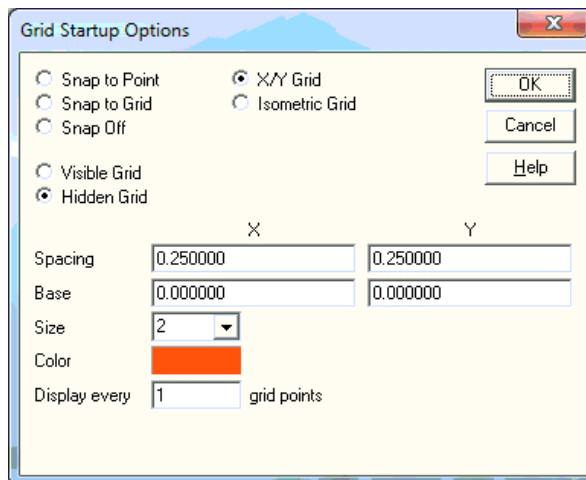 Grid Startup Options
Snap to Point X/Y Grid OK
Snap to Grid Isometric Grid
Snap Off Cancel
Visible Grid Help
Hidden Grid
X Y
Spacing 0.250000 0.250000
Base 0.000000 0.000000
Size 2
Color
Display every 1 grid points